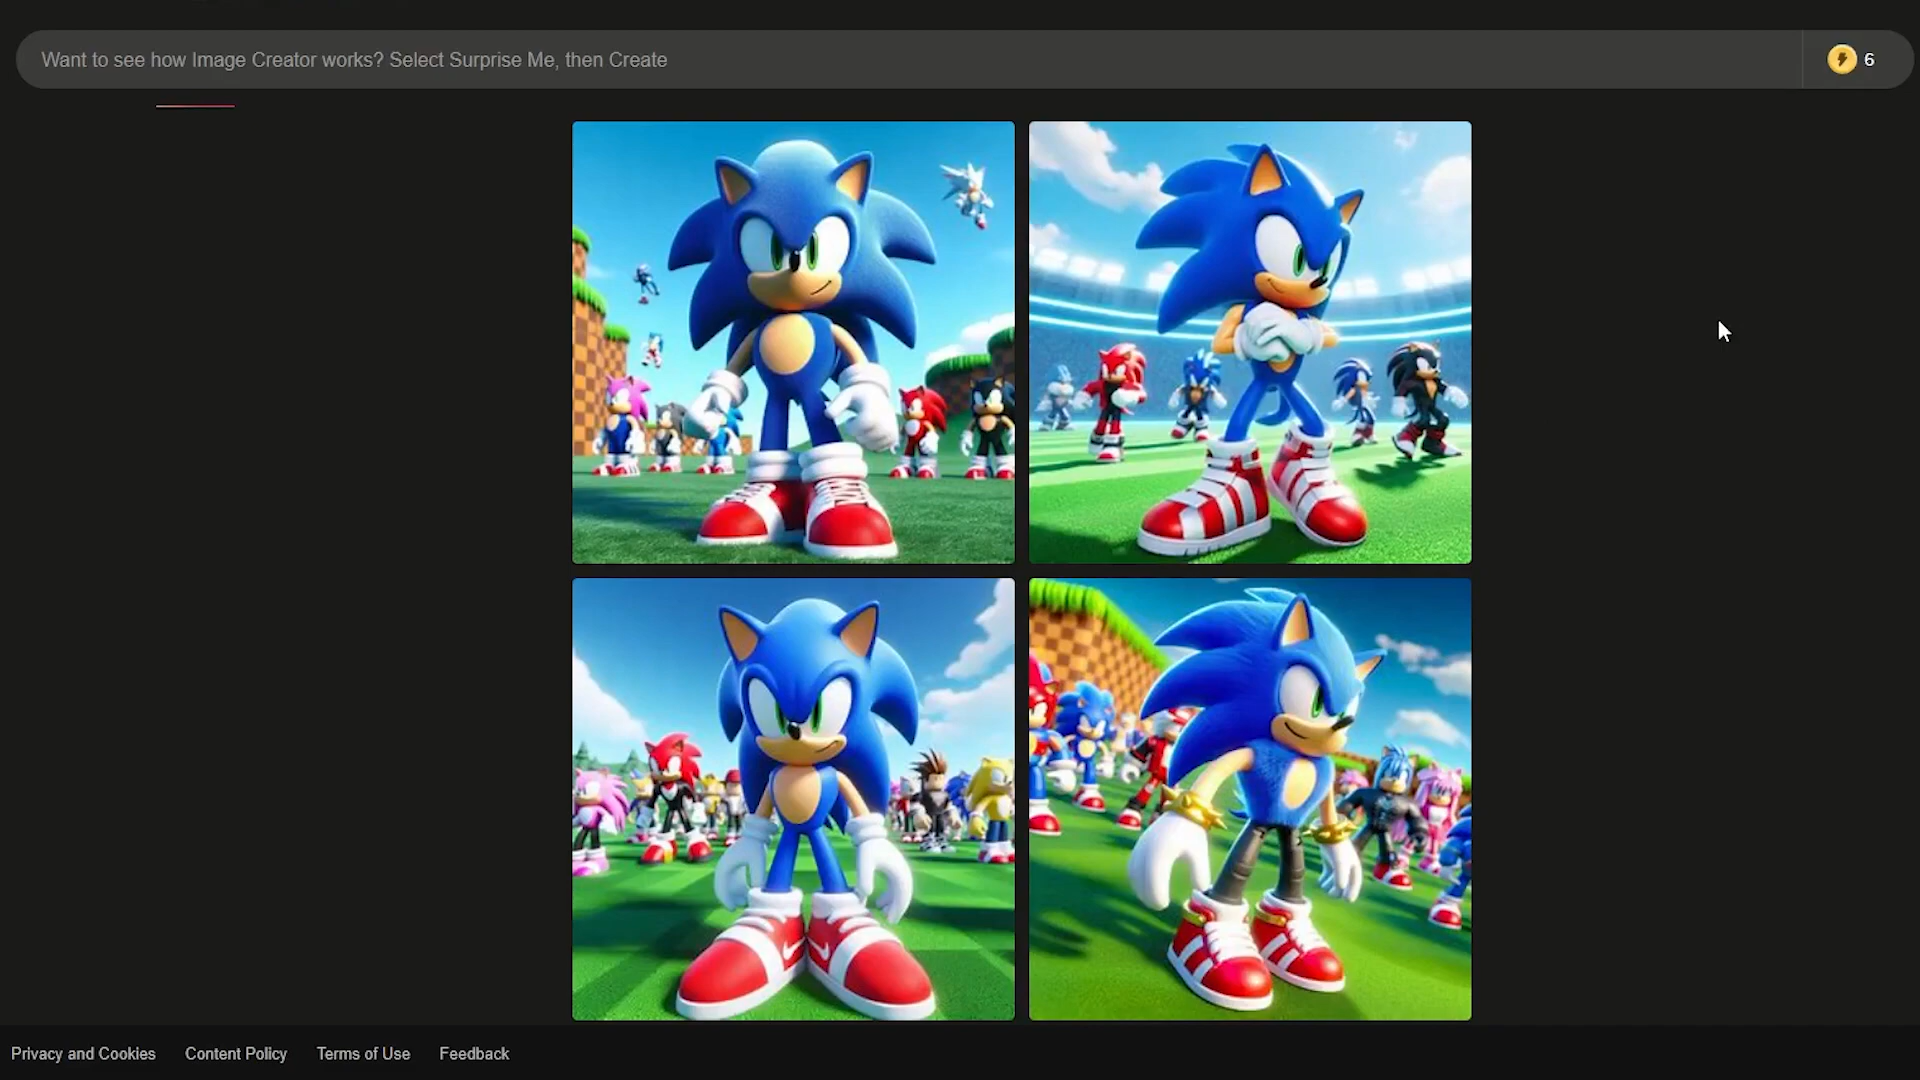 Want to see how Image Creator works? Select Surprise Me, then Create
6
Privacy and Cookies
Content Policy
Terms of Use
Feedback